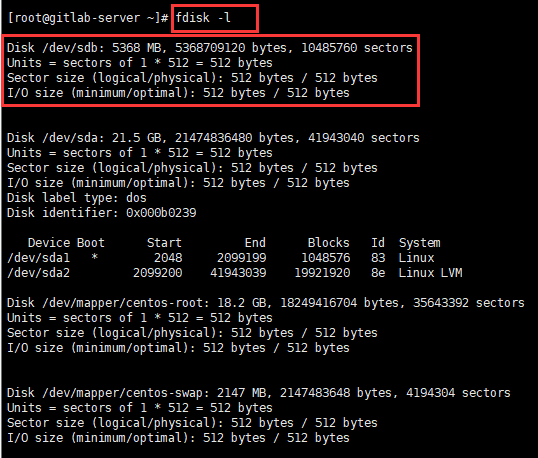 [root@gitlab-server ~]# fdisk -l
Disk /dev/sdb: 5368 MB, 5368709120 bytes, 10485760 sectors
Units = sectors of 1 * 512 = 512 bytes
Sector size (logical/physical): 512 bytes / 512 bytes
I/O size (minimum/optimal): 512 bytes / 512 bytes
Disk /dev/sda: 21.5 GB, 21474836480 bytes, 41943040 sectors
Units = sectors of 1 * 512 = 512 bytes
Sector size (logical/physical): 512 bytes / 512 bytes
I/O size (minimum/optimal): 512 bytes / 512 bytes
Disk label type: dos
Disk identifier: 0x000b0239
Device Boot Start End Blocks Id System
/dev/sda1 * 2048 2099199 1048576 83 Linux
/dev/sda2 2099200 41943039 19921920 8e Linux LVM
Disk /dev/mapper/centos-root: 18.2 GB, 18249416704 bytes, 35643392 sectors
Units = sectors of 1 * 512 = 512 bytes
Sector size (logical/physical): 512 bytes / 512 bytes
I/O size (minimum/optimal): 512 bytes / 512 bytes
Disk /dev/mapper/centos-swap: 2147 MB, 2147483648 bytes, 4194304 sectors
Units = sectors of 1 * 512 = 512 bytes
Sector size (logical/physical): 512 bytes / 512 bytes
I/O size (minimum/optimal): 512 bytes / 512 bytes